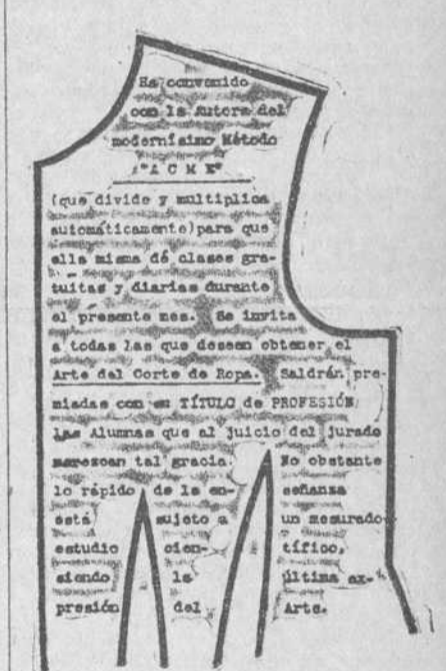 Ha convenido
con la Autora del
modernísimo Método
"ACME"
(que divide y multiplica
automáticamente) para que
ella misma dé clases gra-
tuitas y diarias durante
el presente mes. Se invita
a todas las que deseen obtener el
Arte del Corte de Ropa. Saldrán pre-
miadas con su TÍTULO de PROFESIÓN
las Alumnas que al juicio del jurado
merezcan tal gracia. No obstante
lo rápido de la en- señanza
está sujeto a un mesurado
estudio cien- tífico,
siendo la última ex-
presión del Arte.